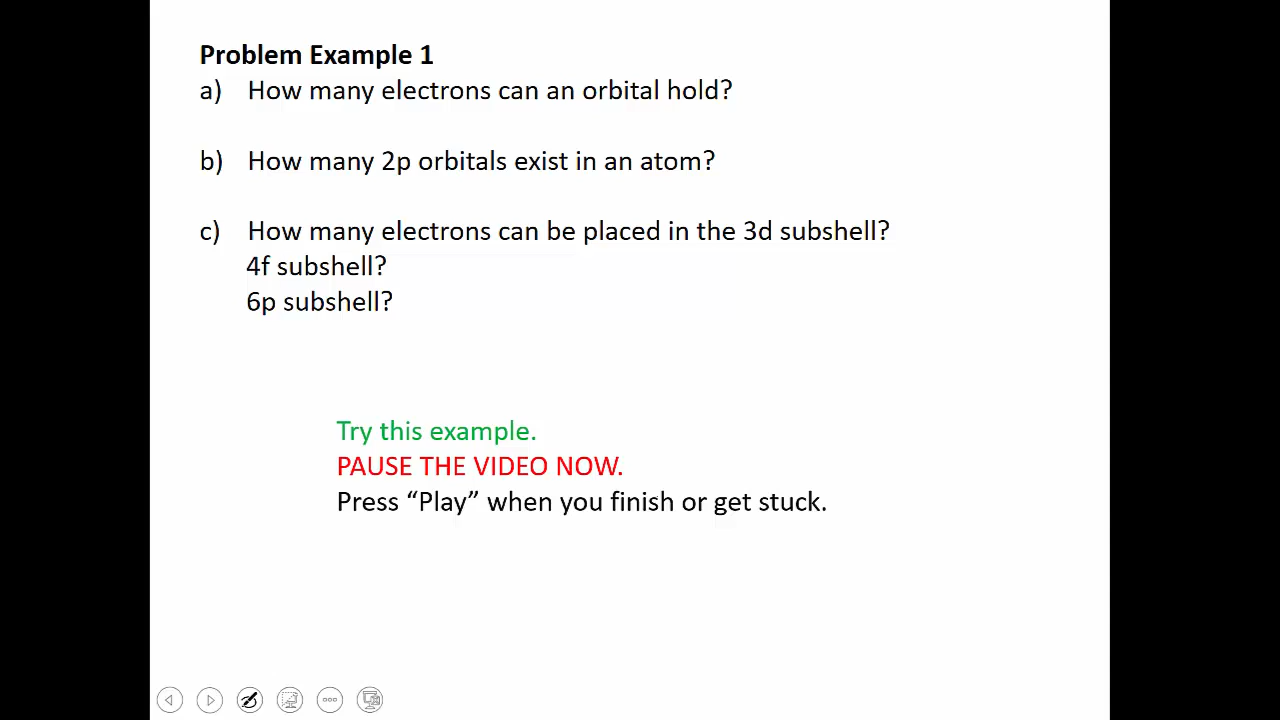 Problem Example 1
a) How many electrons can an orbital hold?
b) How many 2p orbitals exist in an atom?
c) How many electrons can be placed in the 3d subshell?
4f subshell?
6p subshell?
Try this example.
PAUSE THE VIDEO NOW.
Press “Play” when you finish or get stuck.